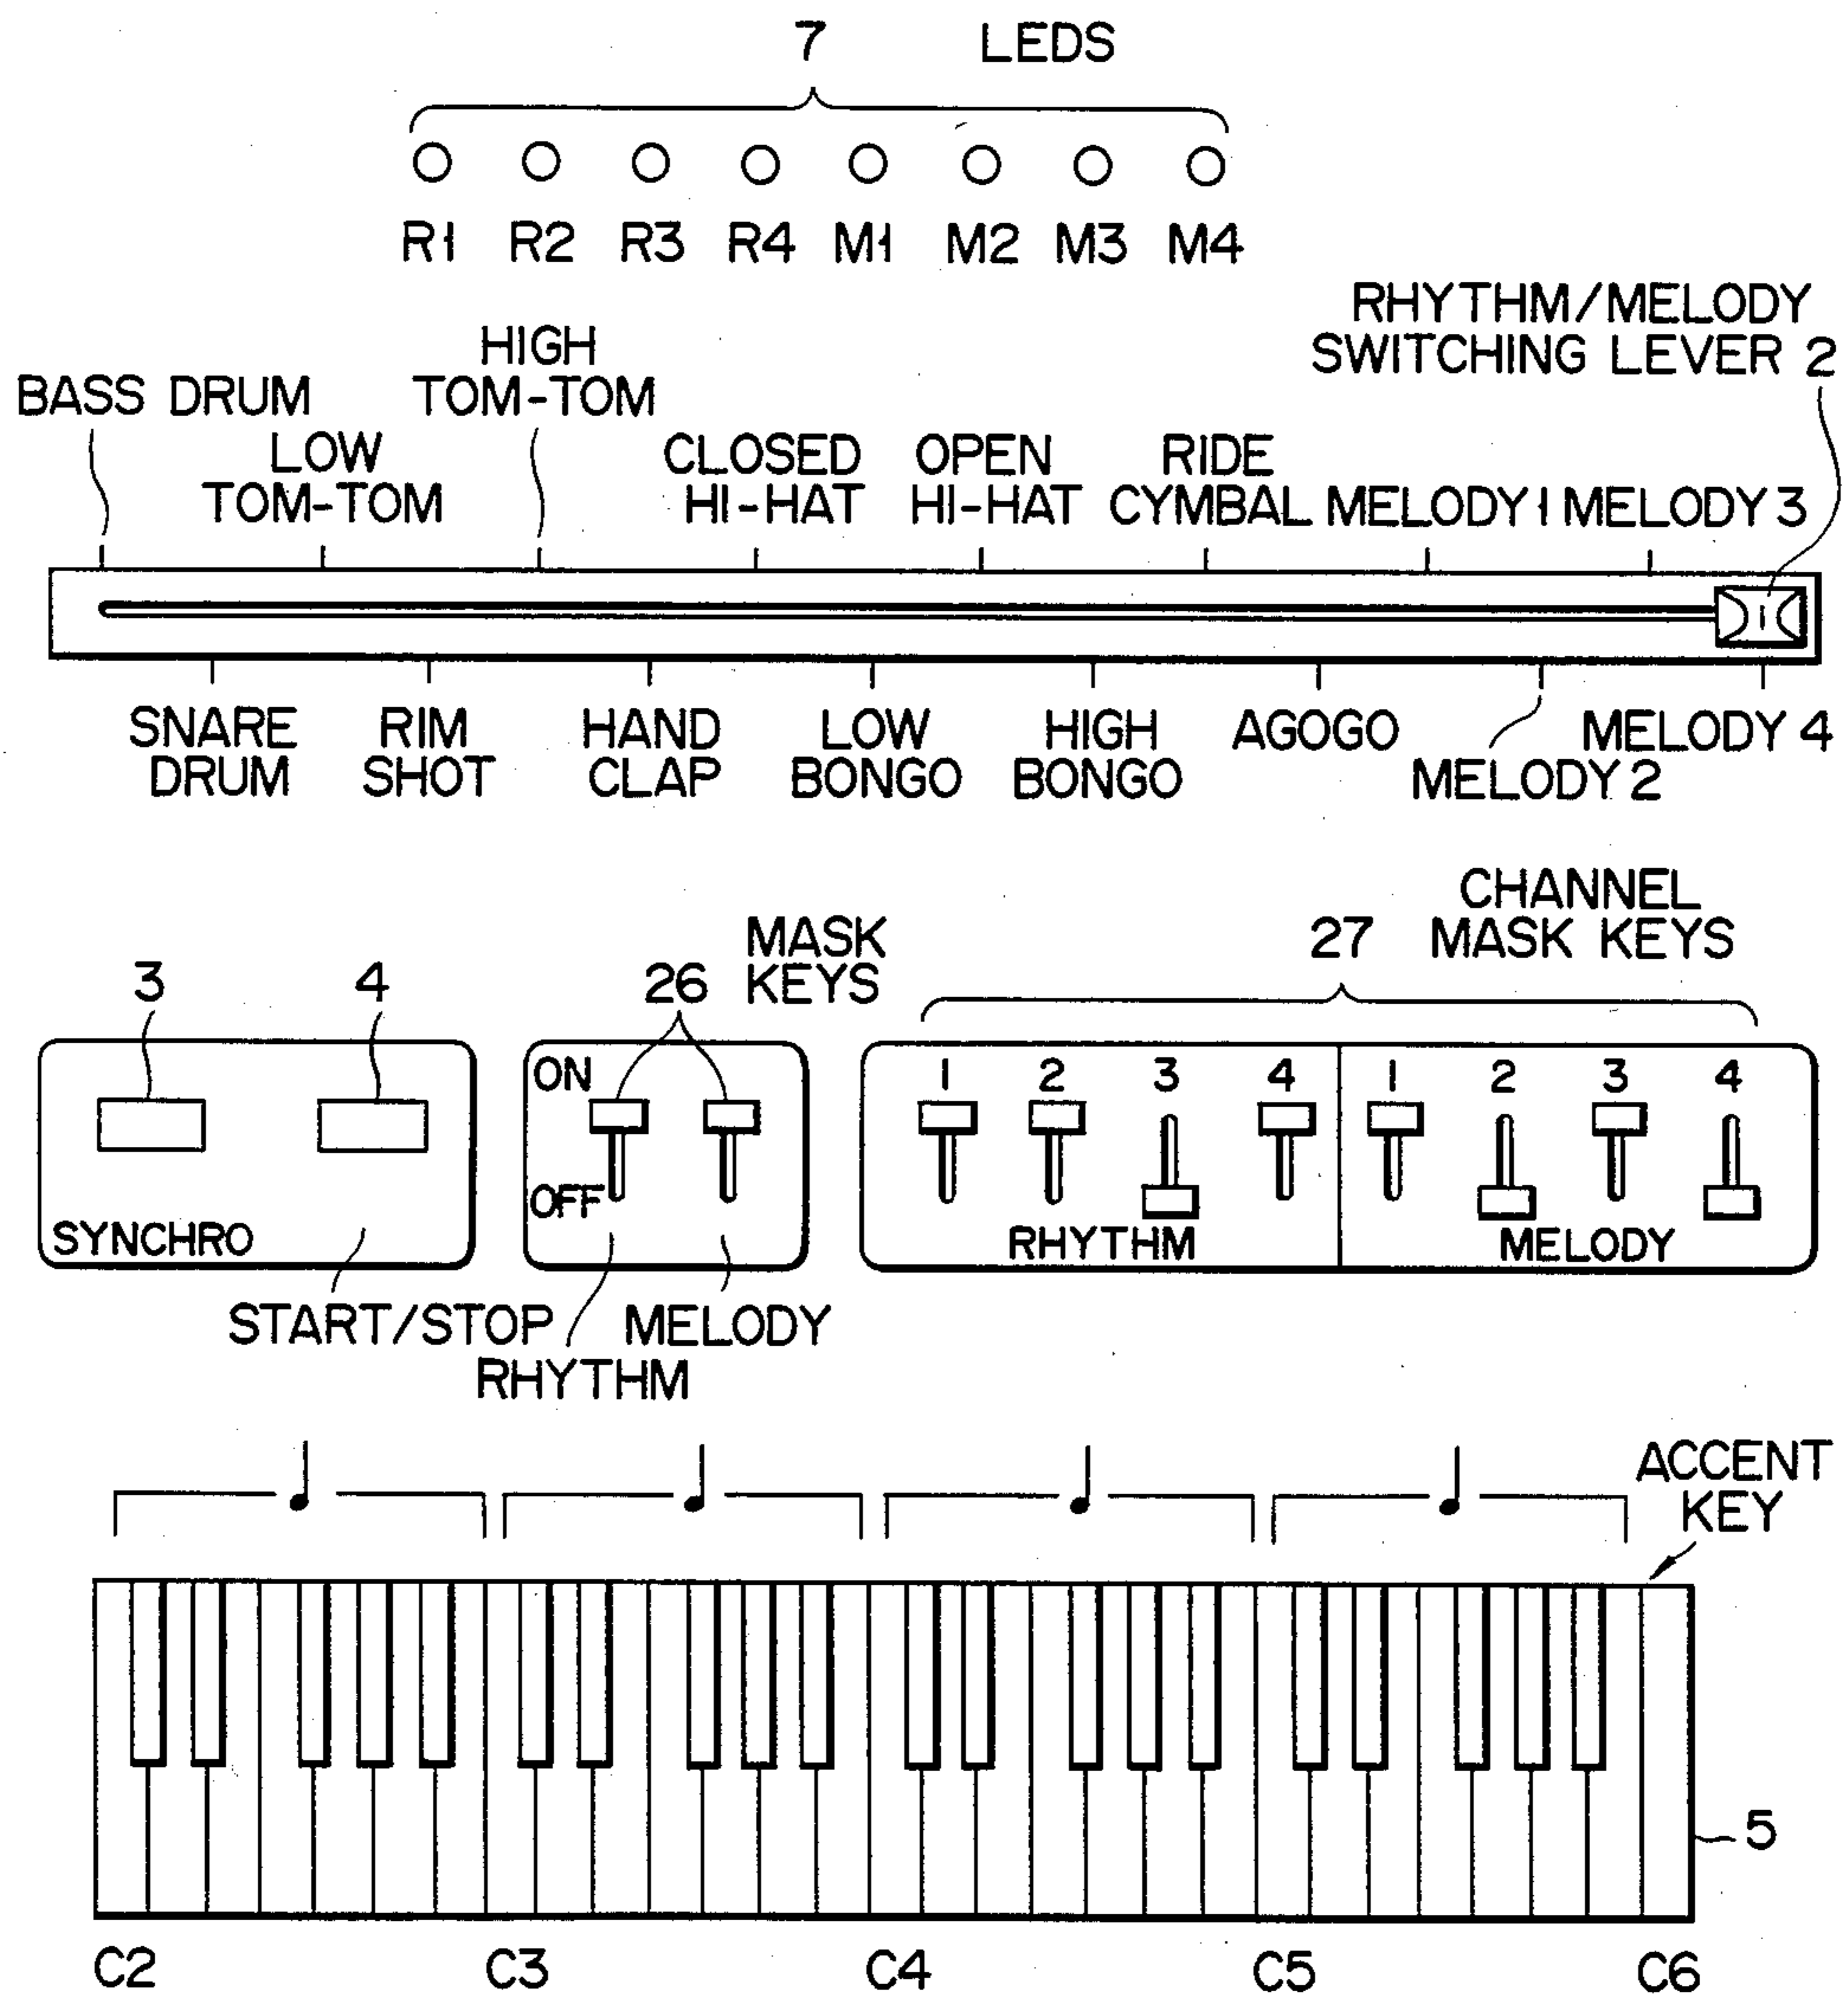 7 LEDS
R1 R2 R3 R4 M1 M2 M3 M4
RHYTHM/MELODY
SWITCHING LEVER 2
HIGH
TOM-TOM
BASS DRUM
LOW
TOM-TOM
CLOSED
HI-HAT
OPEN
HI-HAT
RIDE
CYMBAL
MELODY 1
MELODY 3
SNARE
DRUM
RIM
SHOT
HAND
CLAP
LOW
BONGO
HIGH
BONGO
AGOGO
MELODY 2
MELODY 4
3
4
SYNCHRO
START/STOP
26
MASK
KEYS
ON
OFF
RHYTHM
MELODY
27
CHANNEL
MASK KEYS
1 2 3 4 1 2 3 4
RHYTHM
MELODY
ACCENT
KEY
5
C2 C3 C4 C5 C6